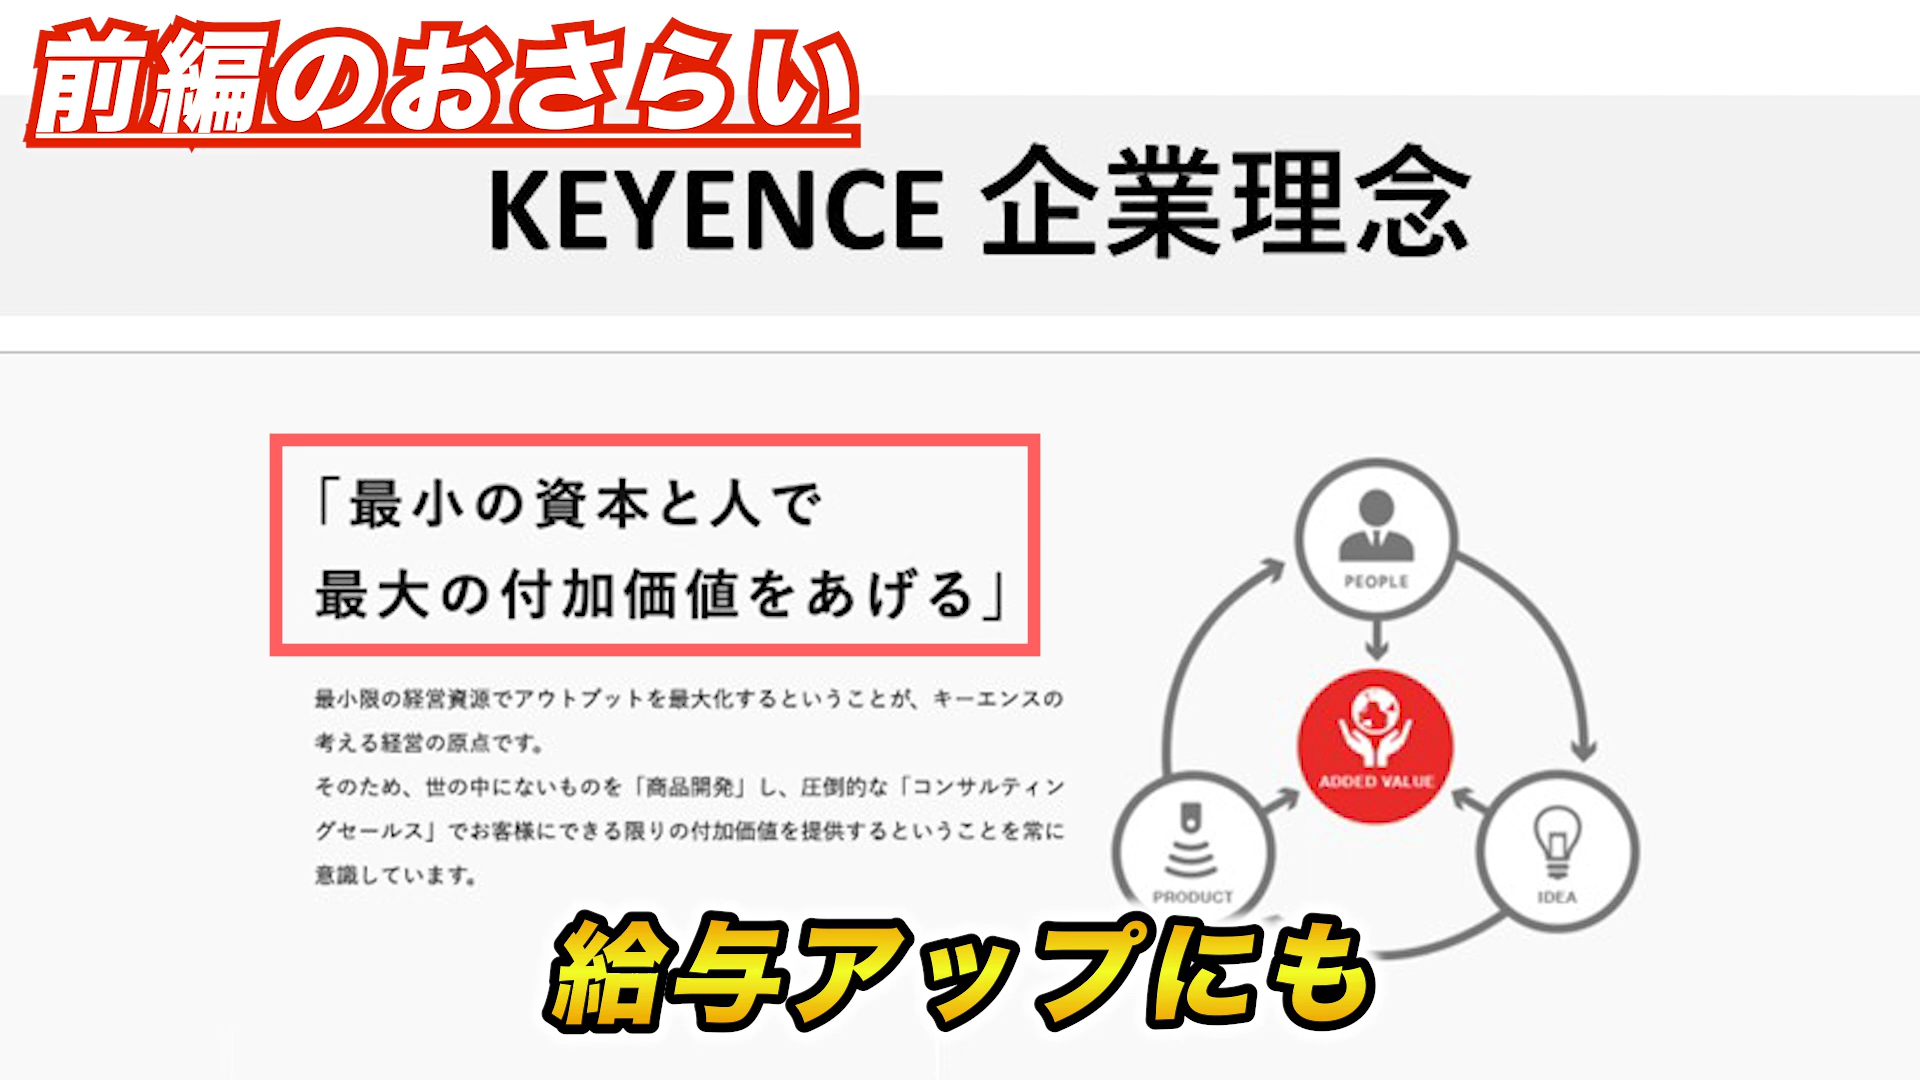 前編のおさらい
KEYENCE 企業理念
「最小の資本と人で
最大の付加価値をあげる」
最小限の経営資源でアウトプットを最大化するということが、キーエンスの
考える経営の原点です。
そのため、世の中にないものを「商品開発」し、圧倒的な「コンサルティン
グセールス」でお客様にできる限りの付加価値を提供するということを常に
意識しています。
PEOPLE
ADDED VALUE
PRODUCT
IDEA
給与アップにも